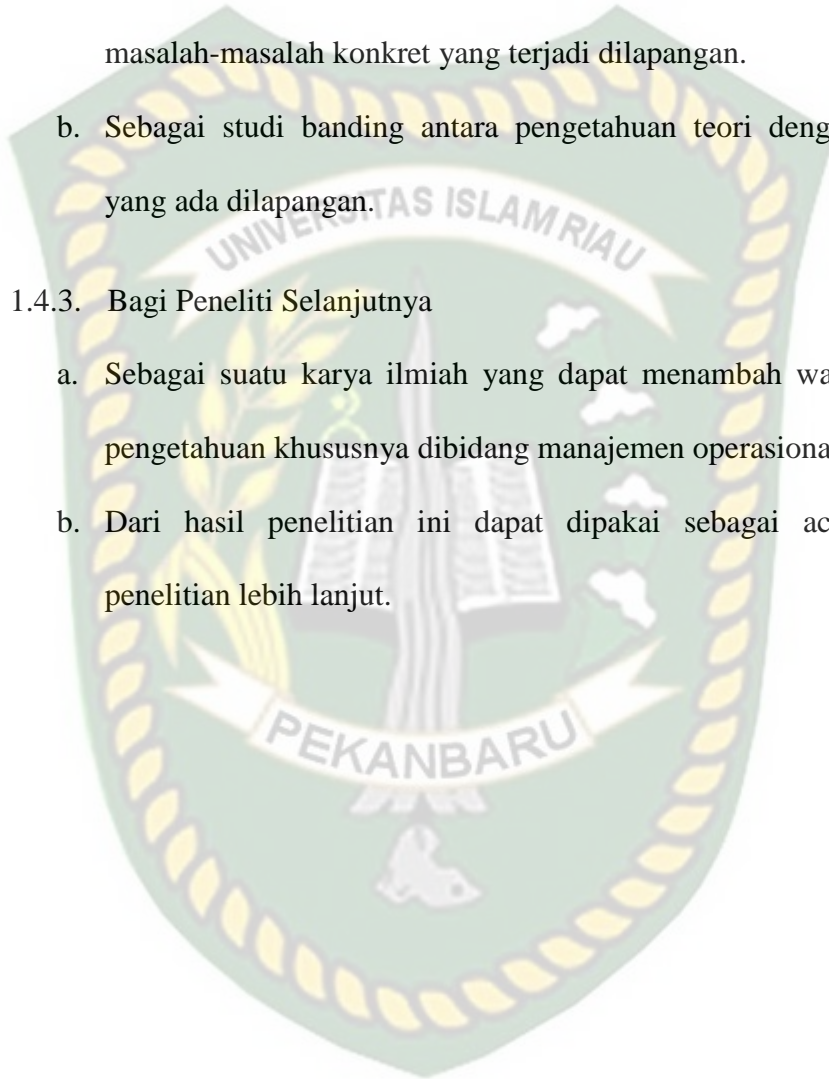 masalah-masalah konkret yang terjadi dilapangan.
b. Sebagai studi banding antara pengetahuan teori deng
yang ada dilapangan.
UNIVERSITAS ISLAM RIAU
1.4.3. Bagi Peneliti Selanjutnya
a. Sebagai suatu karya ilmiah yang dapat menambah wa
pengetahuan khususnya dibidang manajemen operasiona
b. Dari hasil penelitian ini dapat dipakai sebagai ac
penelitian lebih lanjut.
PEKANBARU